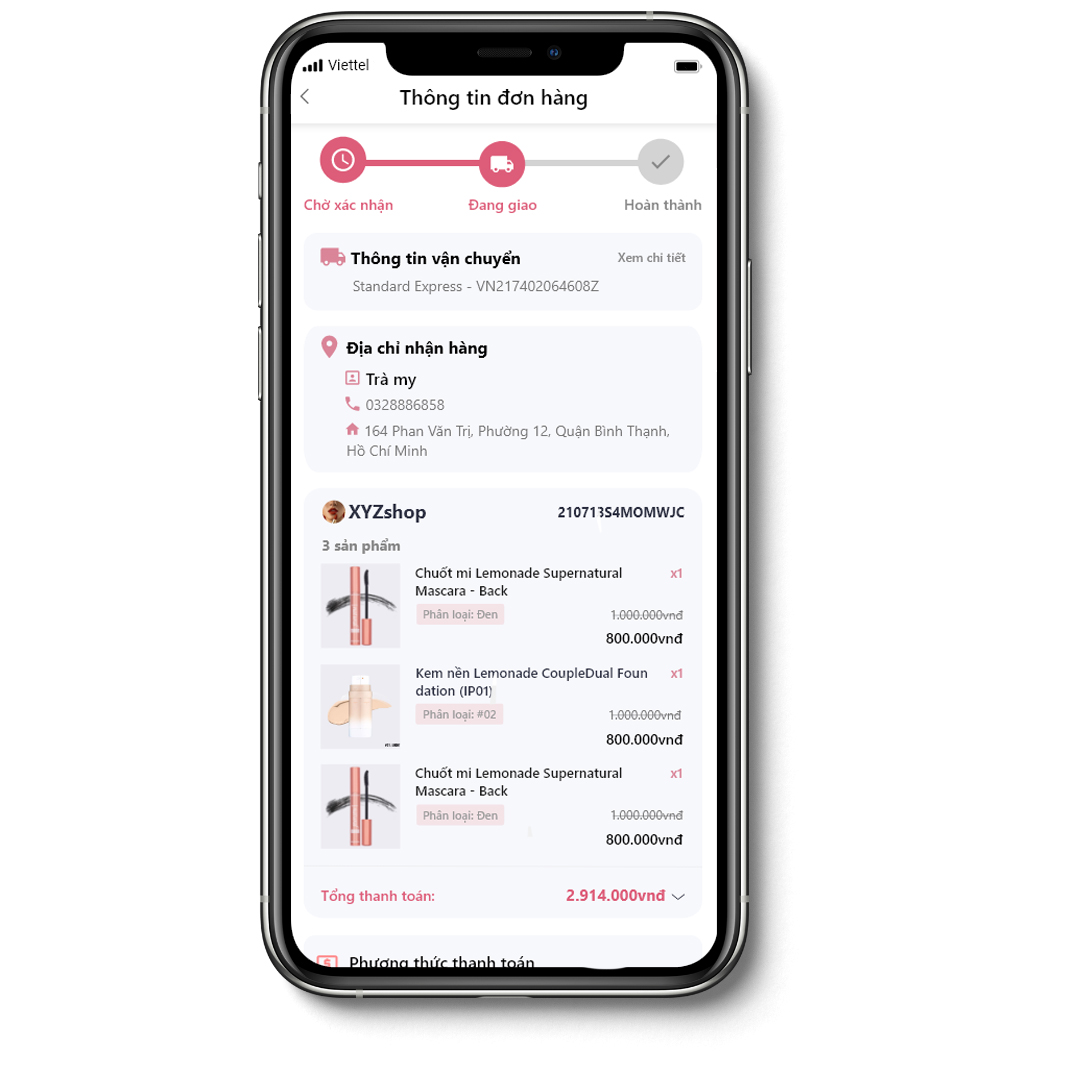 Viettel
Thông tin đơn hàng
Chờ xác nhận
Đang giao
Hoàn thành
Thông tin vận chuyển
Xem chi tiết
Standard Express - VN217402064608Z
Địa chỉ nhận hàng
Trà my
0328886858
164 Phan Văn Trị, Phường 12, Quận Bình Thạnh,
Hồ Chí Minh
XYZshop
210713S4MOMWJC
3 sản phẩm
Chuốt mi Lemonade Supernatural
x1
Mascara - Back
Phân loại: Đen
1.000.000vnđ
800.000vnđ
Kem nền Lemonade CoupleDual Foun
x1
dation (IP01)
Phân loại: #02
1.000.000vnđ
800.000vnđ
Chuốt mi Lemonade Supernatural
x1
Mascara - Back
Phân loại: Đen
1.000.000vnđ
800.000vnđ
Tổng thanh toán:
2.914.000vnđ
Phương thức thanh toán